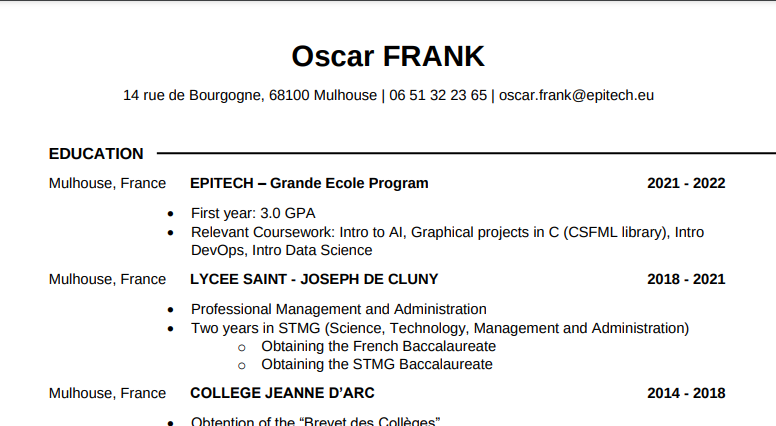 Oscar FRANK
14 rue de Bourgogne, 68100 Mulhouse | 06 51 32 23 65 | oscar.frank@epitech.eu
EDUCATION
Mulhouse, France EPITECH – Grande Ecole Program 2021 - 2022
• First year: 3.0 GPA
• Relevant Coursework: Intro to AI, Graphical projects in C (CSFML library), Intro
DevOps, Intro Data Science
Mulhouse, France LYCEE SAINT - JOSEPH DE CLUNY 2018 - 2021
• Professional Management and Administration
• Two years in STMG (Science, Technology, Management and Administration)
o Obtaining the French Baccalaureate
o Obtaining the STMG Baccalaureate
Mulhouse, France COLLEGE JEANNE D’ARC 2014 - 2018
• Obtention of the “Brevet des Collèges”